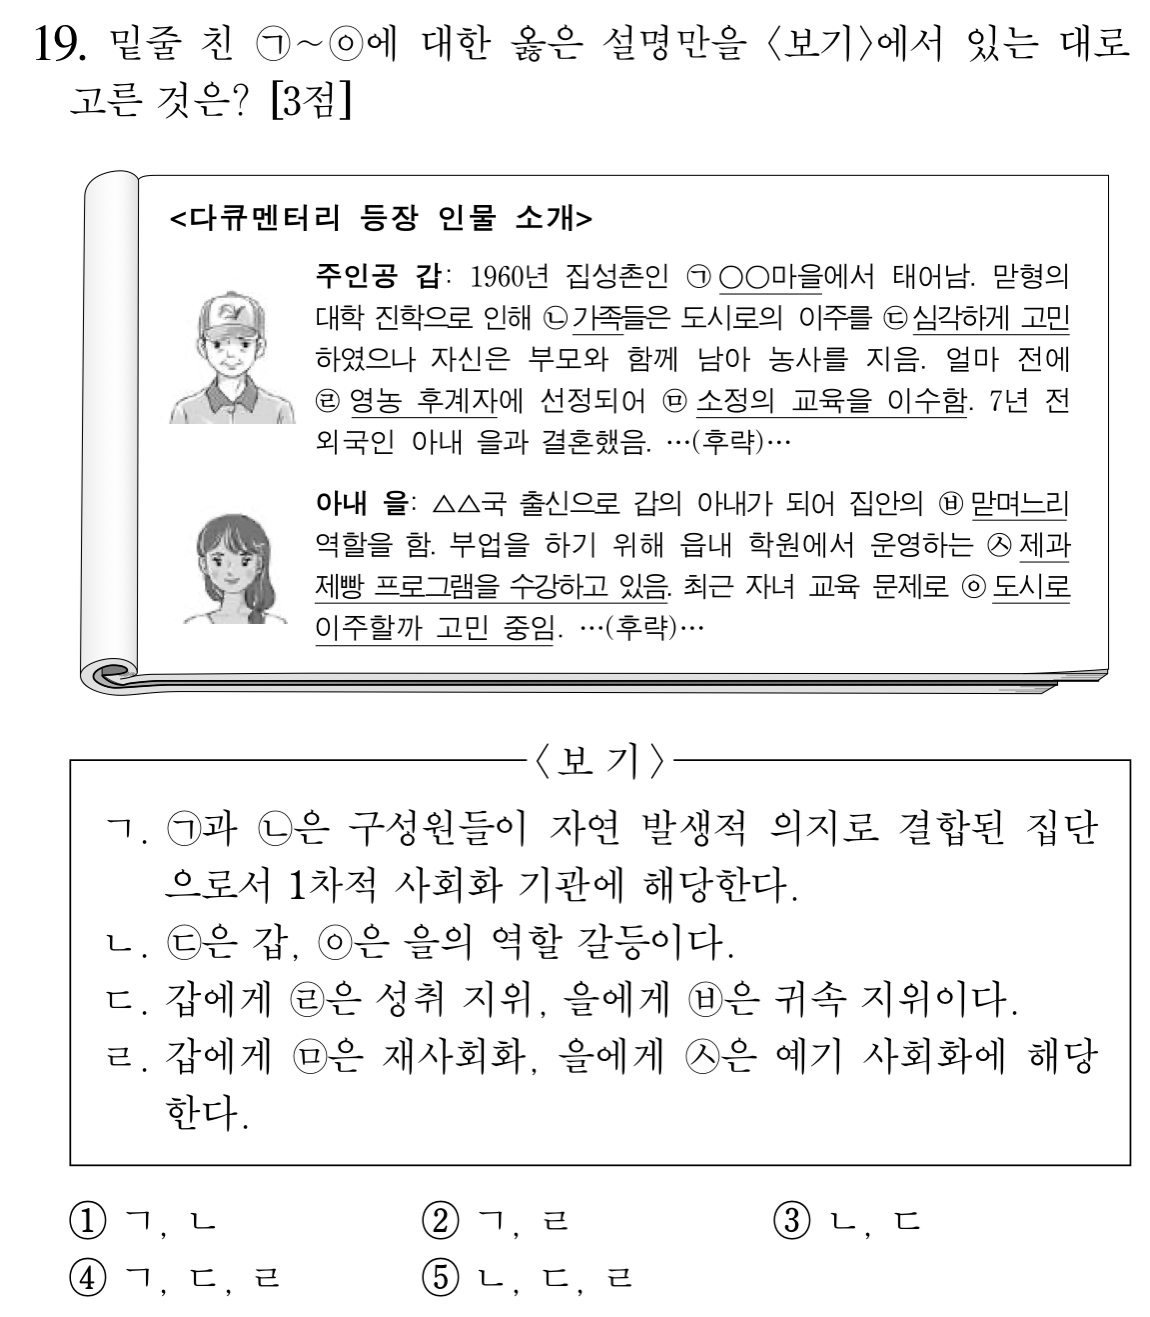 19. 밑줄 친 ㉠~㉧에 대한 옳은 설명만을 〈보기〉에서 있는 대로
고른 것은? [3점]
<다큐멘터리 등장 인물 소개>
주인공 갑: 1960년 집성촌인 ㉠ ○○마을에서 태어남. 맏형의
대학 진학으로 인해 ㉡ 가족들은 도시로의 이주를 ㉢ 심각하게 고민
하였으나 자신은 부모와 함께 남아 농사를 지음. 얼마 전에
㉣ 영농 후계자에 선정되어 ㉤ 소정의 교육을 이수함. 7년 전
외국인 아내 을과 결혼했음. …(후략)…
아내 을: △△국 출신으로 갑의 아내가 되어 집안의 ㉥ 맏며느리
역할을 함. 부업을 하기 위해 읍내 학원에서 운영하는 ㉦ 제과
제빵 프로그램을 수강하고 있음. 최근 자녀 교육 문제로 ㉧ 도시로
이주할까 고민 중임. …(후략)…
〈보 기〉
ㄱ. ㉠과 ㉡은 구성원들이 자연 발생적 의지로 결합된 집단
으로서 1차적 사회화 기관에 해당한다.
ㄴ. ㉢은 갑, ㉧은 을의 역할 갈등이다.
ㄷ. 갑에게 ㉣은 성취 지위, 을에게 ㉥은 귀속 지위이다.
ㄹ. 갑에게 ㉤은 재사회화, 을에게 ㉦은 예기 사회화에 해당
한다.
① ㄱ, ㄴ ② ㄱ, ㄹ ③ ㄴ, ㄷ
④ ㄱ, ㄷ, ㄹ ⑤ ㄴ, ㄷ, ㄹ